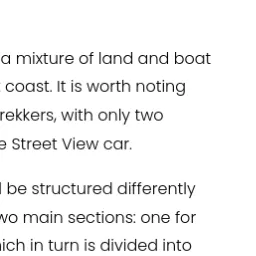 a mixture of land and boat
coast. It is worth noting
rekkers, with only two
Street View car.
be structured differently
wo main sections: one for
ich in turn is divided into